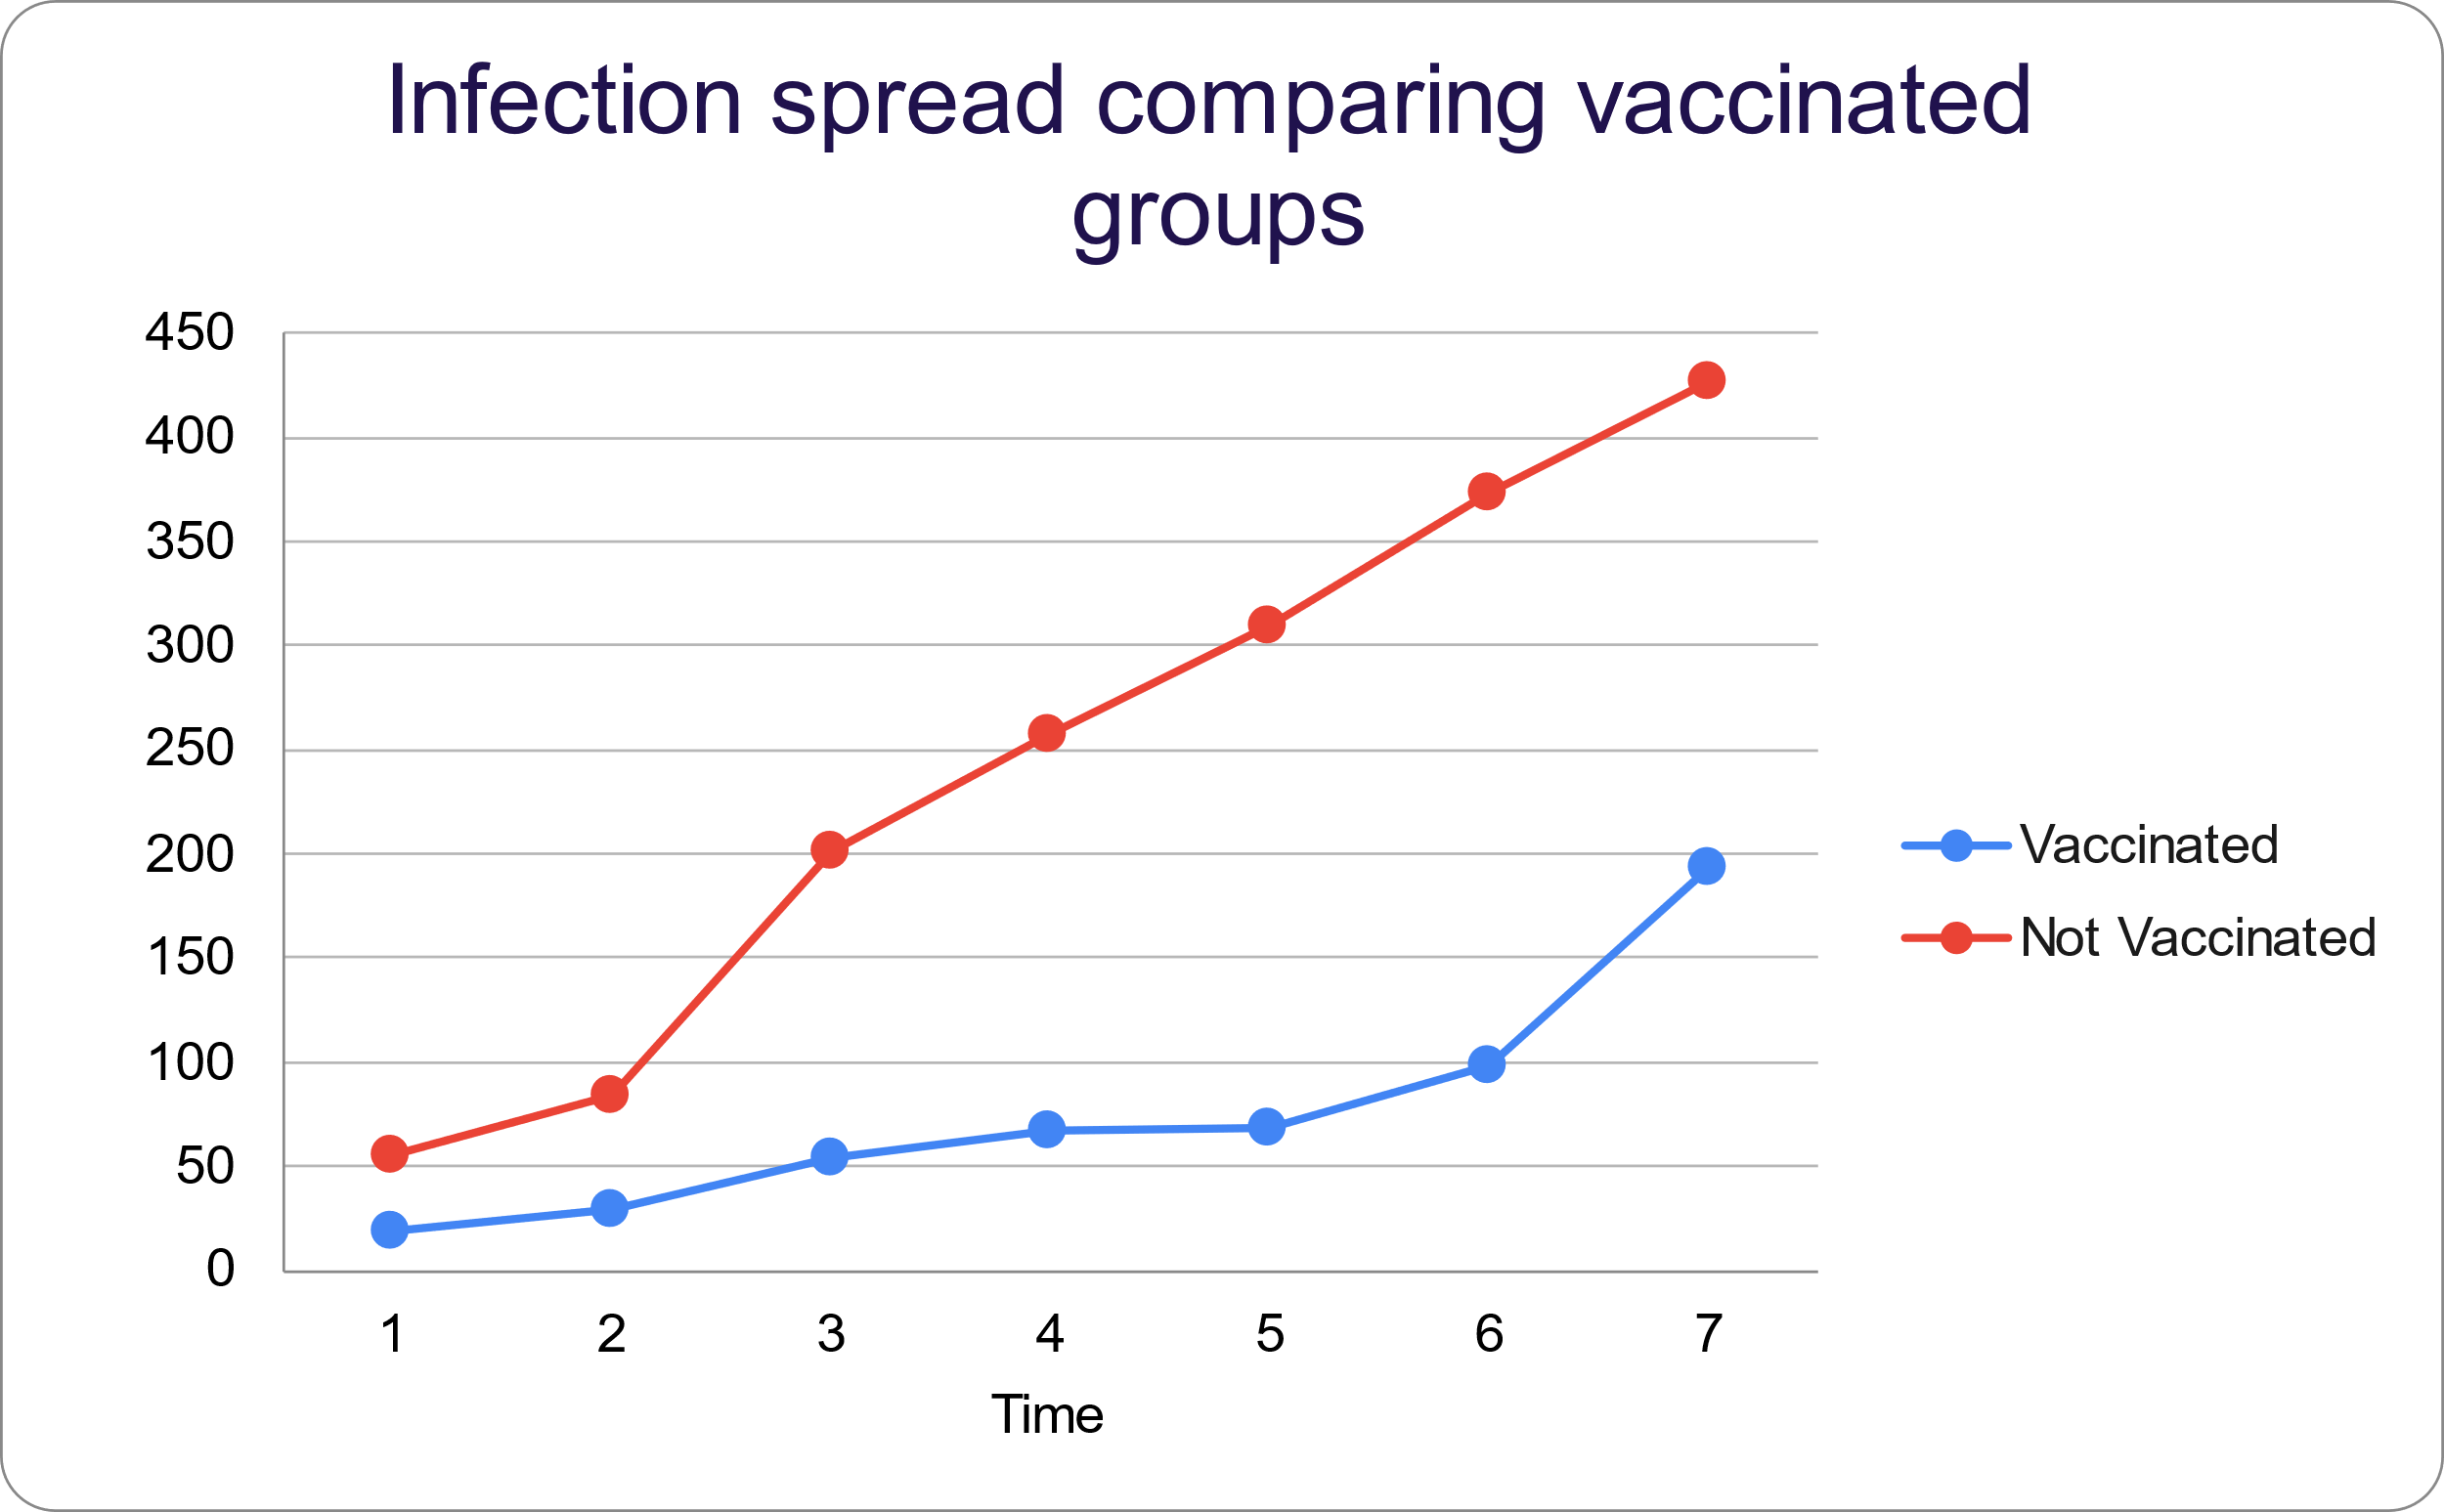 Infection spread comparing vaccinated
groups
450
400
350
300
250
200
150
100
50
0
1 2 3 4 5 6 7
Time
Vaccinated
Not Vaccinated